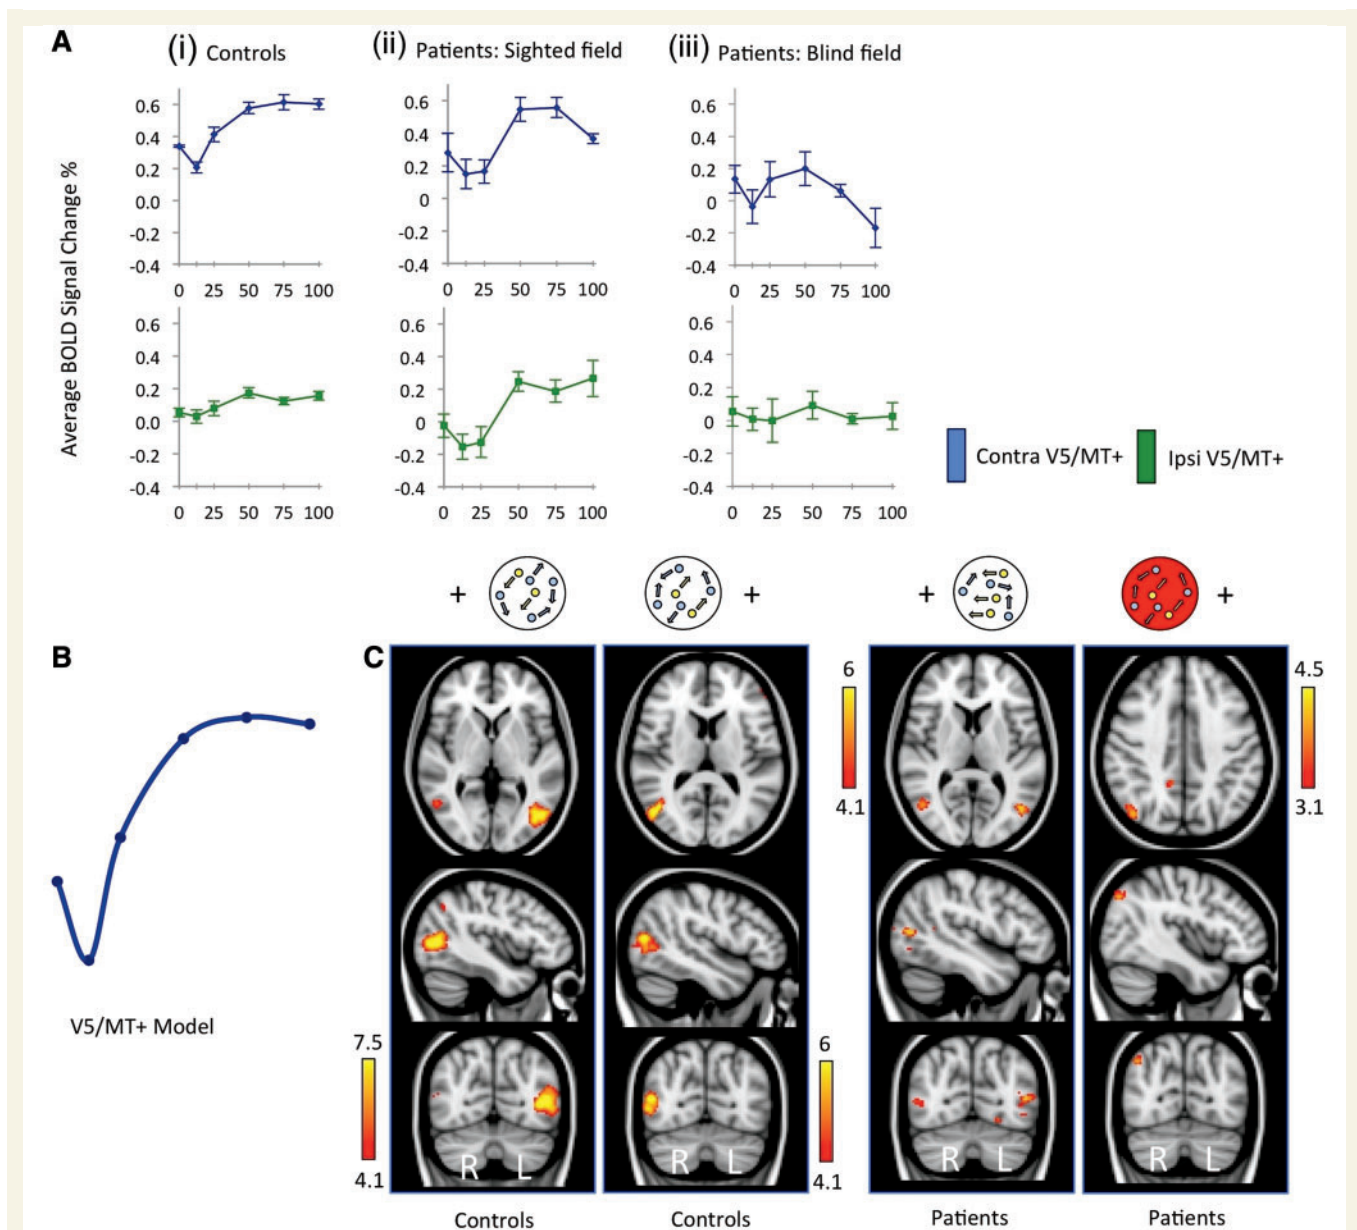 A
(i) Controls
(ii) Patients: Sighted field
(iii) Patients: Blind field
Average BOLD Signal Change %
0.6
0.4
0.2
0.0
-0.2
-0.4
0 25 50 75 100
0.6
0.4
0.2
0
-0.2
-0.4
0 25 50 75 100
0.6
0.4
0.2
0
-0.2
-0.4
0 25 50 75 100
0.6
0.4
0.2
0
-0.2
-0.4
0 25 50 75 100
0.6
0.4
0.2
0
-0.2
-0.4
0 25 50 75 100
0.6
0.4
0.2
0
-0.2
-0.4
0 25 50 75 100
Contra V5/MT+
Ipsi V5/MT+
+ + + +
B
V5/MT+ Model
C
6
4.1
4.5
3.1
7.5
4.1
6
4.1
R L
R L
R L
R L
Controls
Controls
Patients
Patients